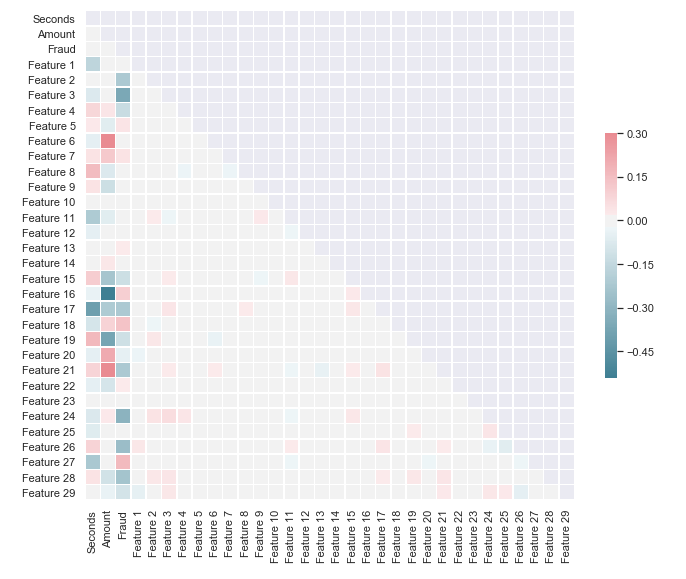 Seconds
Amount
Fraud
Feature 1
Feature 2
Feature 3
Feature 4
Feature 5
Feature 6
Feature 7
Feature 8
Feature 9
Feature 10
Feature 11
Feature 12
Feature 13
Feature 14
Feature 15
Feature 16
Feature 17
Feature 18
Feature 19
Feature 20
Feature 21
Feature 22
Feature 23
Feature 24
Feature 25
Feature 26
Feature 27
Feature 28
Feature 29
Seconds
Amount
Fraud
Feature 1
Feature 2
Feature 3
Feature 4
Feature 5
Feature 6
Feature 7
Feature 8
Feature 9
Feature 10
Feature 11
Feature 12
Feature 13
Feature 14
Feature 15
Feature 16
Feature 17
Feature 18
Feature 19
Feature 20
Feature 21
Feature 22
Feature 23
Feature 24
Feature 25
Feature 26
Feature 27
Feature 28
Feature 29
0.30
0.15
0.00
−0.15
−0.30
−0.45